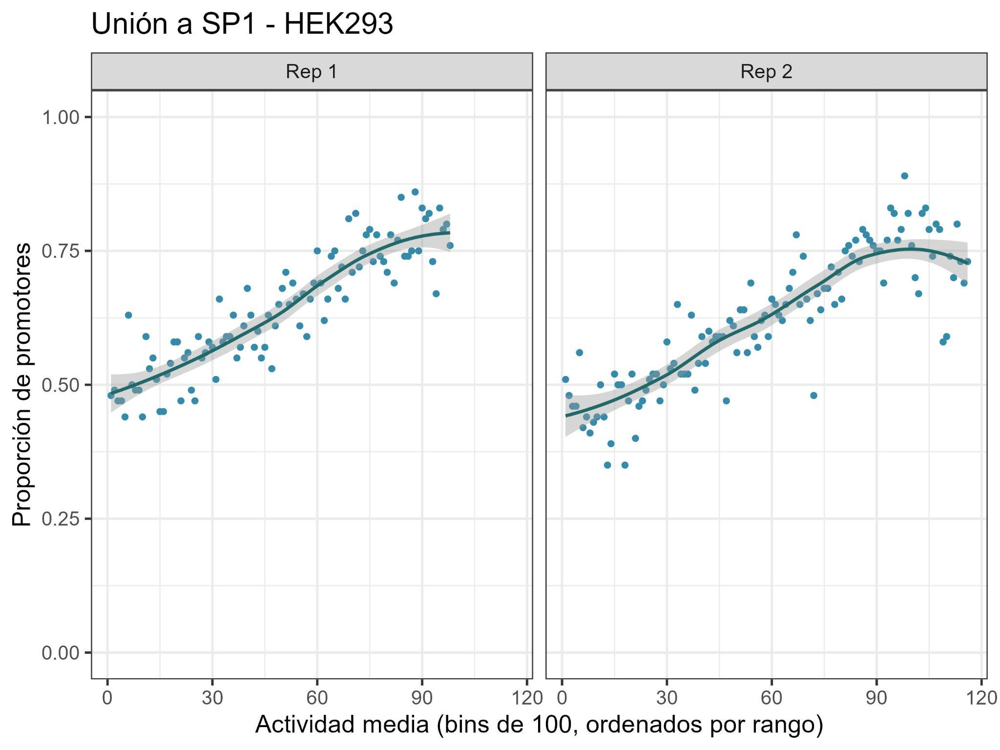 Unión a SP1 - HEK293
Rep 1
Rep 2
Proporción de promotores
1.00
0.75
0.50
0.25
0.00
0 30 60 90 120
0 30 60 90 120
Actividad media (bins de 100, ordenados por rango)